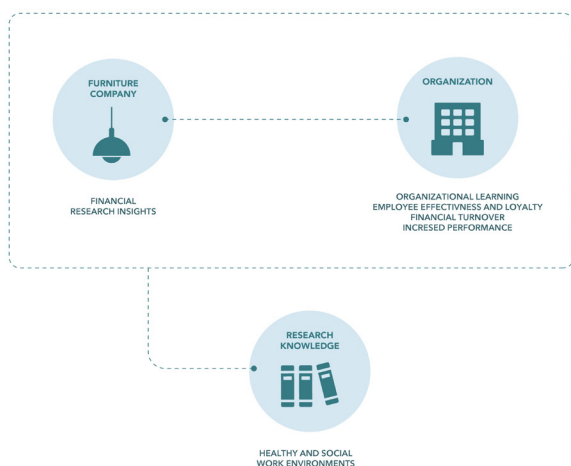 FURNITURE
COMPANY
ORGANIZATION
FINANCIAL
RESEARCH INSIGHTS
ORGANIZATIONAL LEARNING
EMPLOYEE EFFECTIVNESS AND LOYALTY
FINANCIAL TURNOVER
INCRESED PERFORMANCE
RESEARCH
KNOWLEDGE
HEALTHY AND SOCIAL
WORK ENVIRONMENTS